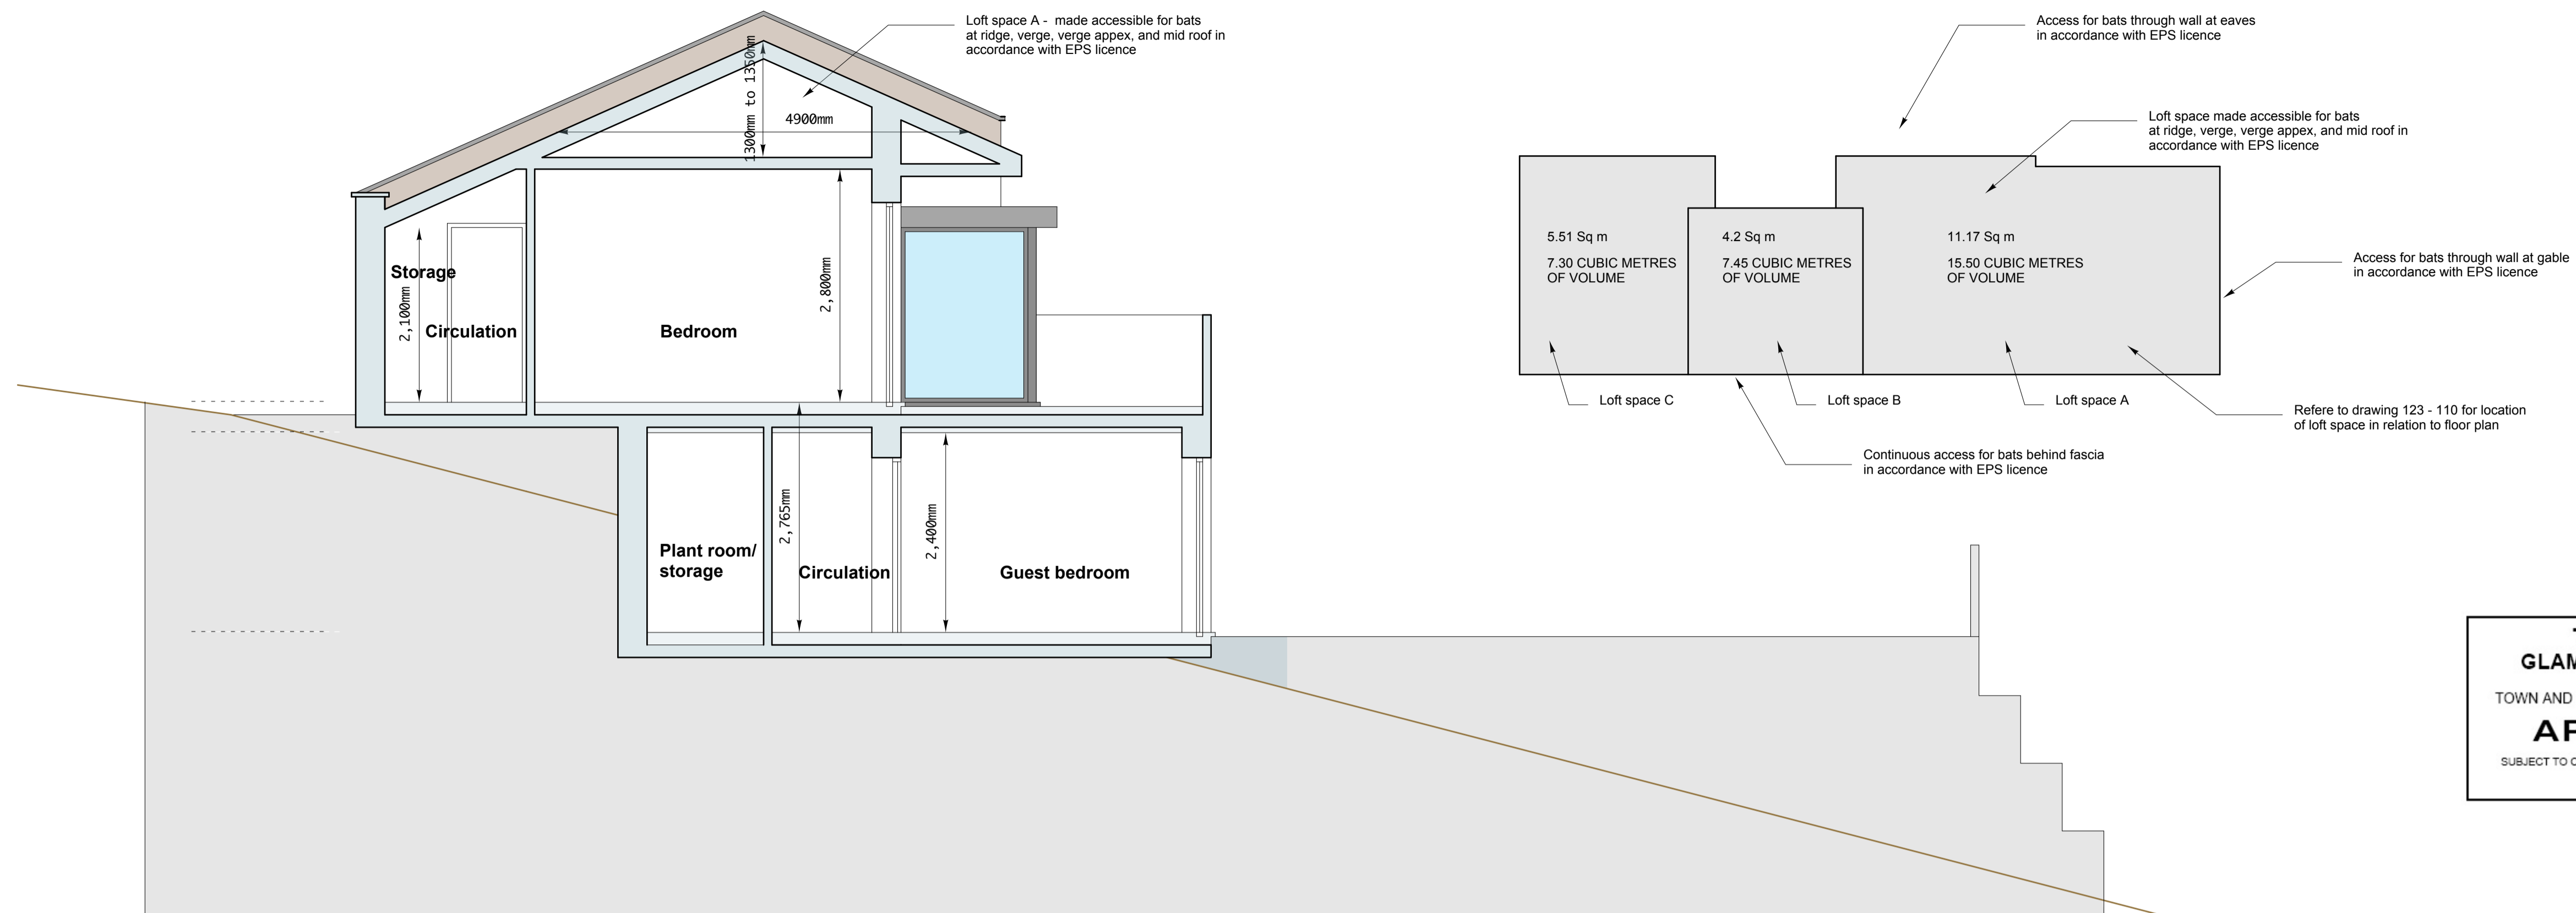 Loft space A -  made accessible for bats
at ridge, verge, verge appex, and mid roof in
accordance with EPS licence
1300mm to 1350mm
4900mm
2,800mm
Storage
2,100mm
Circulation
Bedroom
2,765mm
2,400mm
Plant room/
storage
Circulation
Guest bedroom
Access for bats through wall at eaves
in accordance with EPS licence
Loft space made accessible for bats
at ridge, verge, verge appex, and mid roof in
accordance with EPS licence
5.51 Sq m
7.30 CUBIC METRES
OF VOLUME
4.2 Sq m
7.45 CUBIC METRES
OF VOLUME
11.17 Sq m
15.50 CUBIC METRES
OF VOLUME
Access for bats through wall at gable
in accordance with EPS licence
Loft space C
Loft space B
Loft space A
Refere to drawing 123 - 110 for location
of loft space in relation to floor plan
Continuous access for bats behind fascia
in accordance with EPS licence
TOWN AND
SUBJECT TO